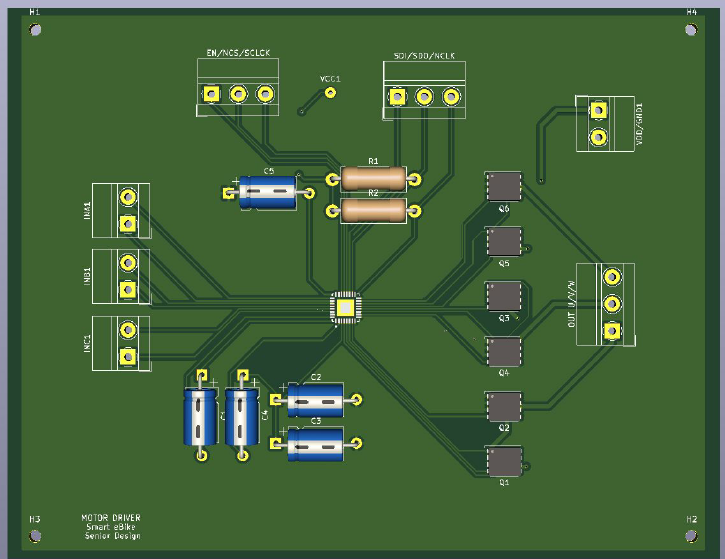 H1
H4
EN/NCS/SCLCK
SDI/SDO/NCLK
VCC1
VDD/GND1
R1
C5
R2
Q6
INA1
Q5
INB1
Q3
OUT U/V/W
INC1
Q4
C2
C4
Q2
C3
Q1
H3
H2
MOTOR DRIVER
Smart eBike
Senior Design